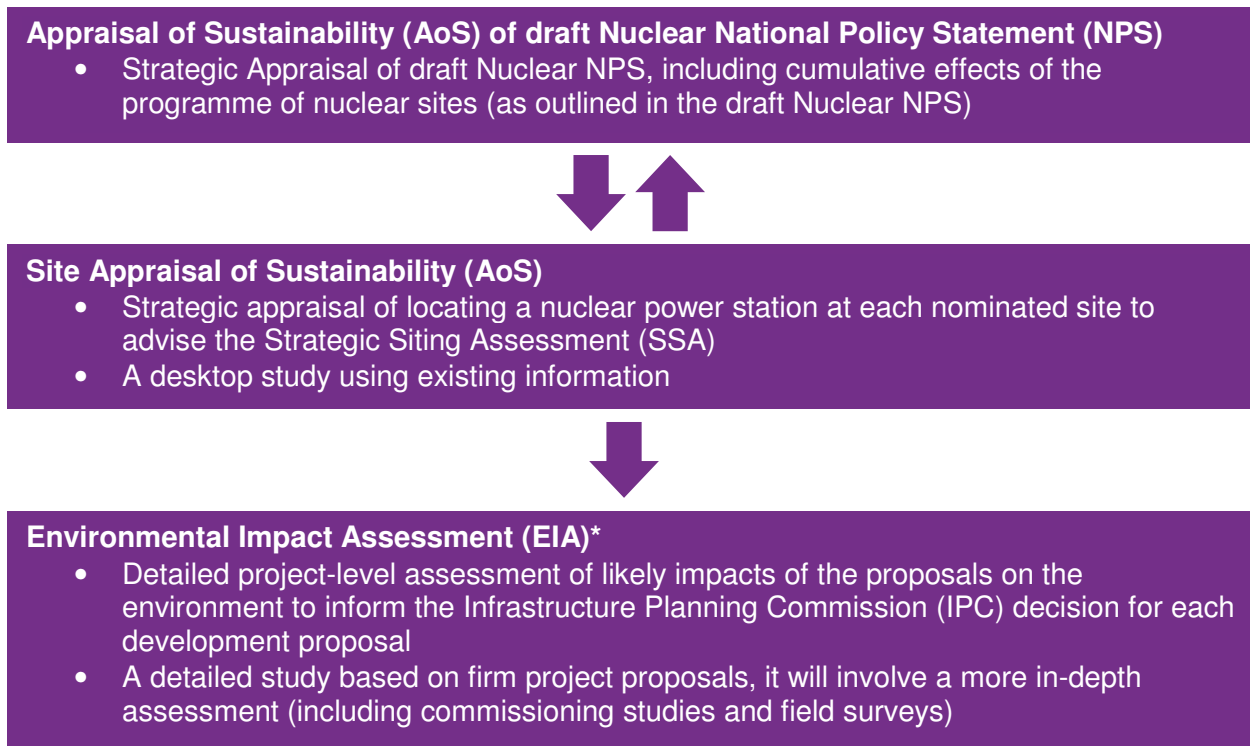 Appraisal of Sustainability (AoS) of draft Nuclear National Policy Statement (NPS)
• Strategic Appraisal of draft Nuclear NPS, including cumulative effects of the
programme of nuclear sites (as outlined in the draft Nuclear NPS)
Site Appraisal of Sustainability (AoS)
• Strategic appraisal of locating a nuclear power station at each nominated site to
advise the Strategic Siting Assessment (SSA)
• A desktop study using existing information
Environmental Impact Assessment (EIA)*
• Detailed project-level assessment of likely impacts of the proposals on the
environment to inform the Infrastructure Planning Commission (IPC) decision for each
development proposal
• A detailed study based on firm project proposals, it will involve a more in-depth
assessment (including commissioning studies and field surveys)